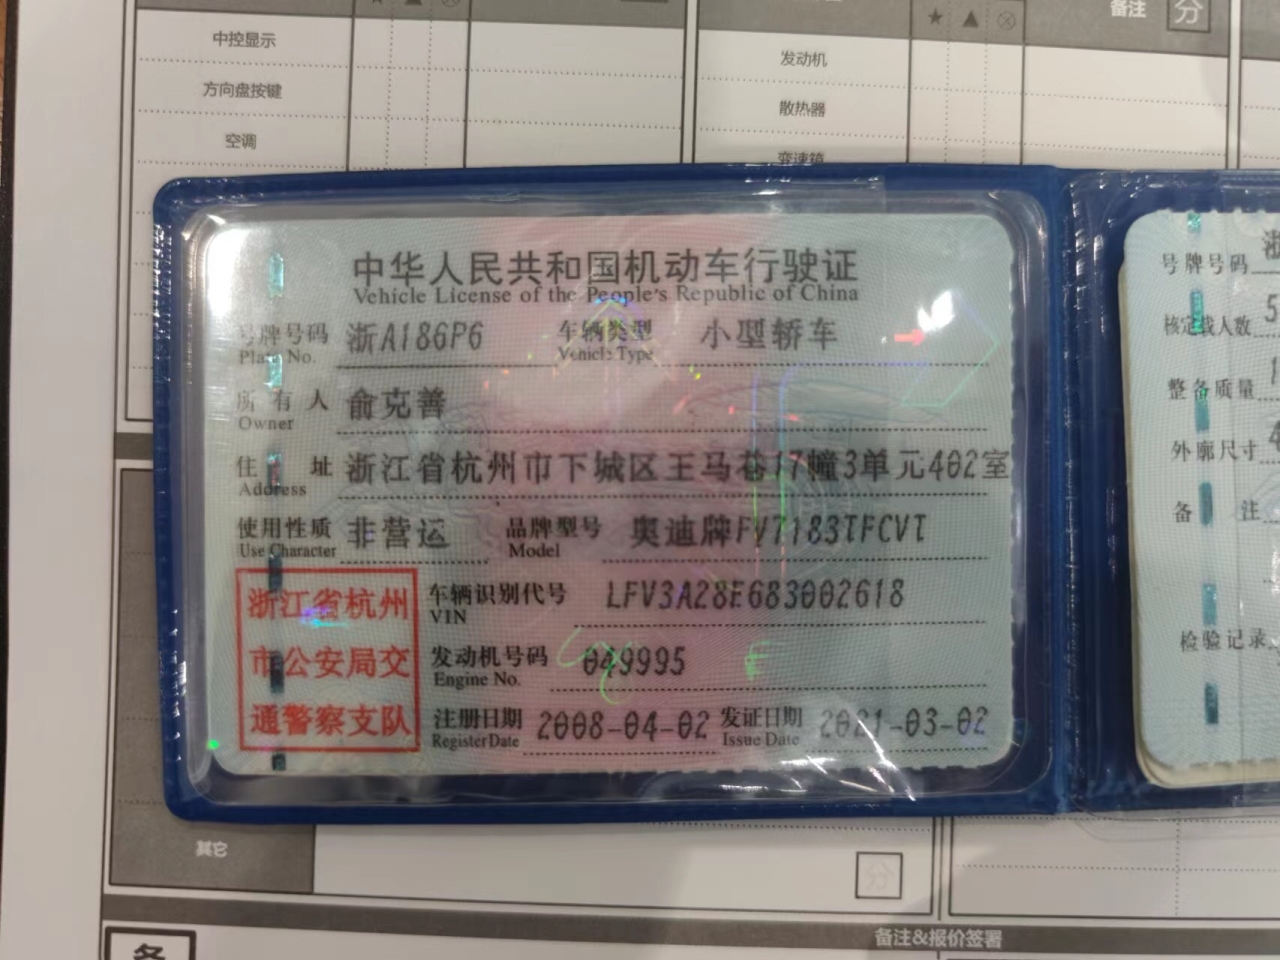 中控显示
方向盘按键
空调
★ ▲ ⊗
备注
分
发动机
散热器
变速箱
中华人民共和国机动车行驶证
Vehicle License of the People's Republic of China
号牌号码 浙A186P6 车辆类型 小型轿车
Plate No. Vehicle Type
所有人 俞克善
Owner
住址 浙江省杭州市下城区王马巷17幢3单元402室
Address
使用性质 非营运 品牌型号 奥迪牌FV7183TFCVT
Use Character Model
浙江省杭州
市公安局交
通警察支队
车辆识别代号 LFV3A28E683002618
VIN
发动机号码 049995
Engine No.
注册日期 2008-04-02 发证日期 2021-03-02
Register Date Issue Date
号牌号码 浙
核定载人数 5
整备质量 1
外廓尺寸 4
备注
检验记录
其它
分
备注&报价签署